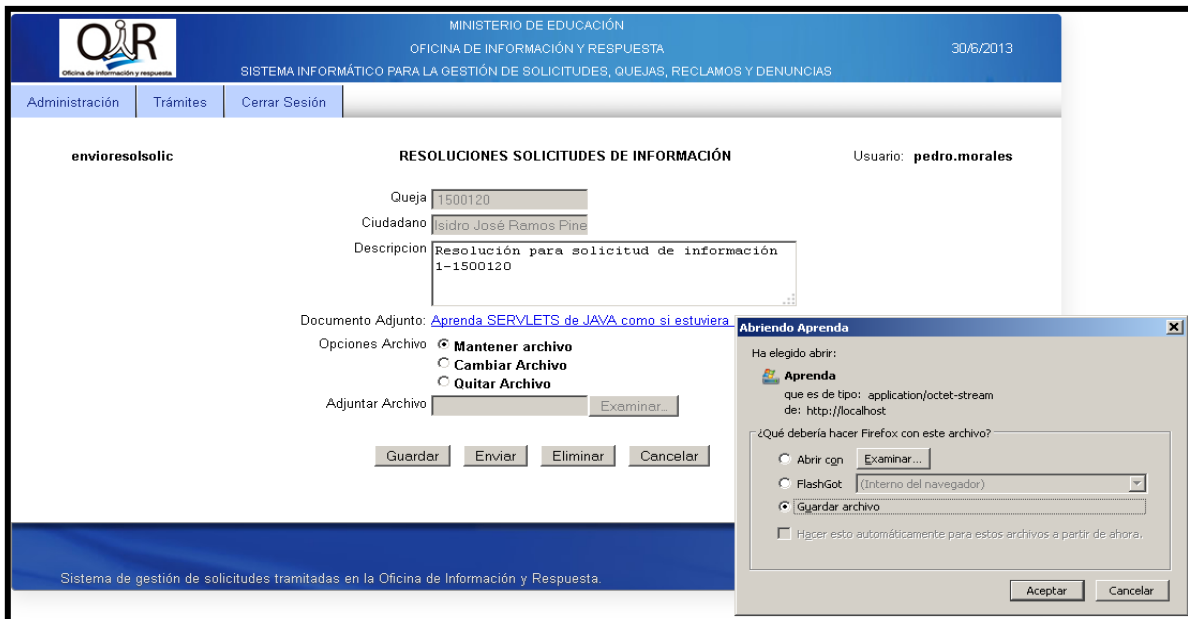 OIR
Oficina de información y respuesta
MINISTERIO DE EDUCACIÓN
OFICINA DE INFORMACIÓN Y RESPUESTA
SISTEMA INFORMÁTICO PARA LA GESTIÓN DE SOLICITUDES, QUEJAS, RECLAMOS Y DENUNCIAS
30/6/2013
Administración Trámites Cerrar Sesión
envioresolsolic RESOLUCIONES SOLICITUDES DE INFORMACIÓN Usuario: pedro.morales
Queja 1500120
Ciudadano Isidro José Ramos Pine
Descripcion Resolución para solicitud de información
1-1500120
Documento Adjunto: Aprenda SERVLETS de JAVA como si estuviera
Opciones Archivo Mantener archivo
Cambiar Archivo
Quitar Archivo
Adjuntar Archivo Examinar...
Guardar Enviar Eliminar Cancelar
Sistema de gestión de solicitudes tramitadas en la Oficina de Información y Respuesta.
Abriendo Aprenda
Ha elegido abrir:
Aprenda
que es de tipo: application/octet-stream
de: http://localhost
¿Qué debería hacer Firefox con este archivo?
Abrir con Examinar...
FlashGot (Interno del navegador)
Guardar archivo
Hacer esto automáticamente para estos archivos a partir de ahora.
Aceptar Cancelar